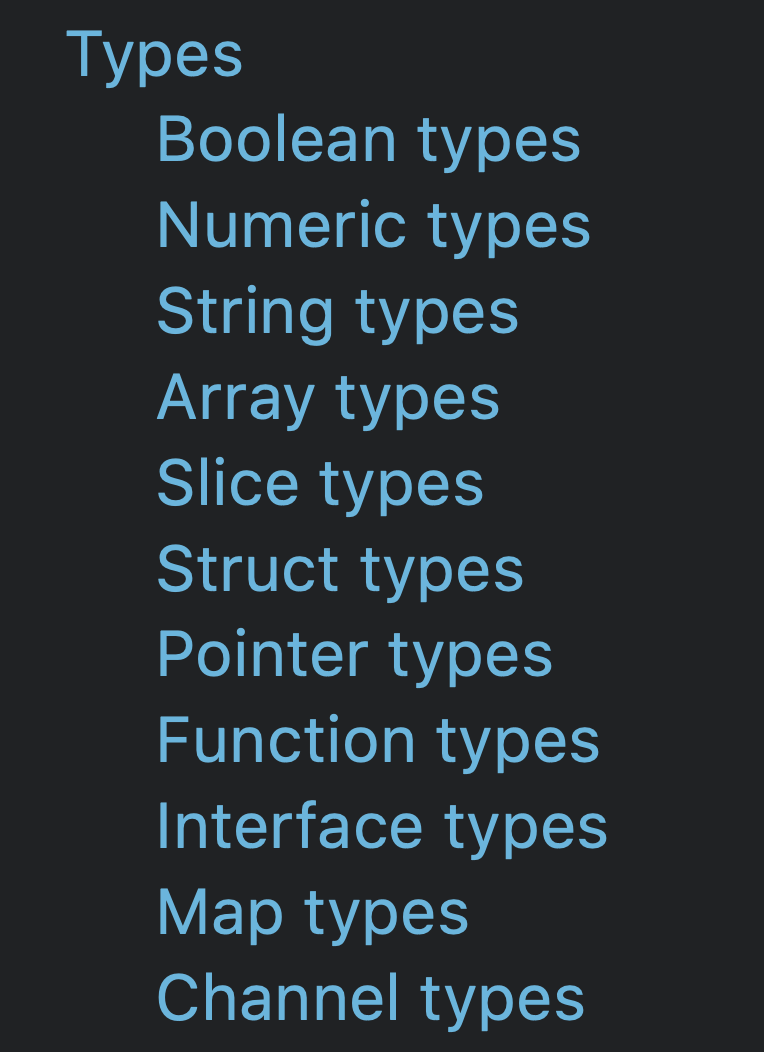 Types
Boolean types
Numeric types
String types
Array types
Slice types
Struct types
Pointer types
Function types
Interface types
Map types
Channel types